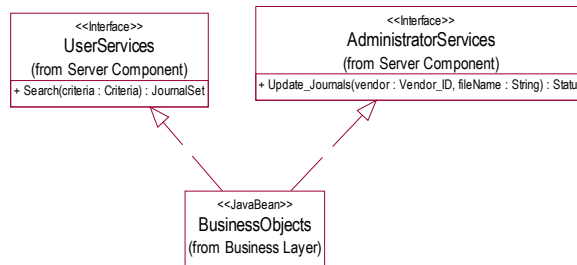 <<Interface>>
UserServices
(from Server Component)
+ Search(criteria : Criteria) : JournalSet
<<Interface>>
AdministratorServices
(from Server Component)
+ Update_Journals(vendor : Vendor_ID, fileName : String) : Statu
<<JavaBean>>
BusinessObjects
(from Business Layer)